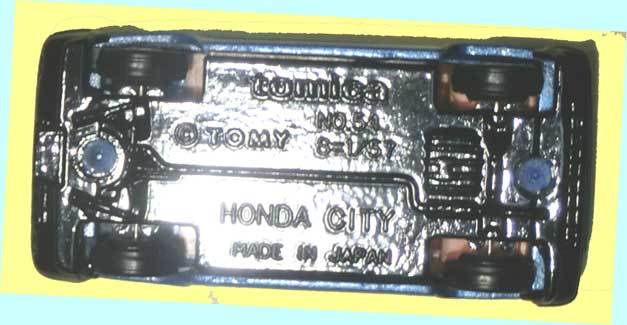 tomica
NO.54
© TOMY S=1/57
HONDA CITY
MADE IN JAPAN